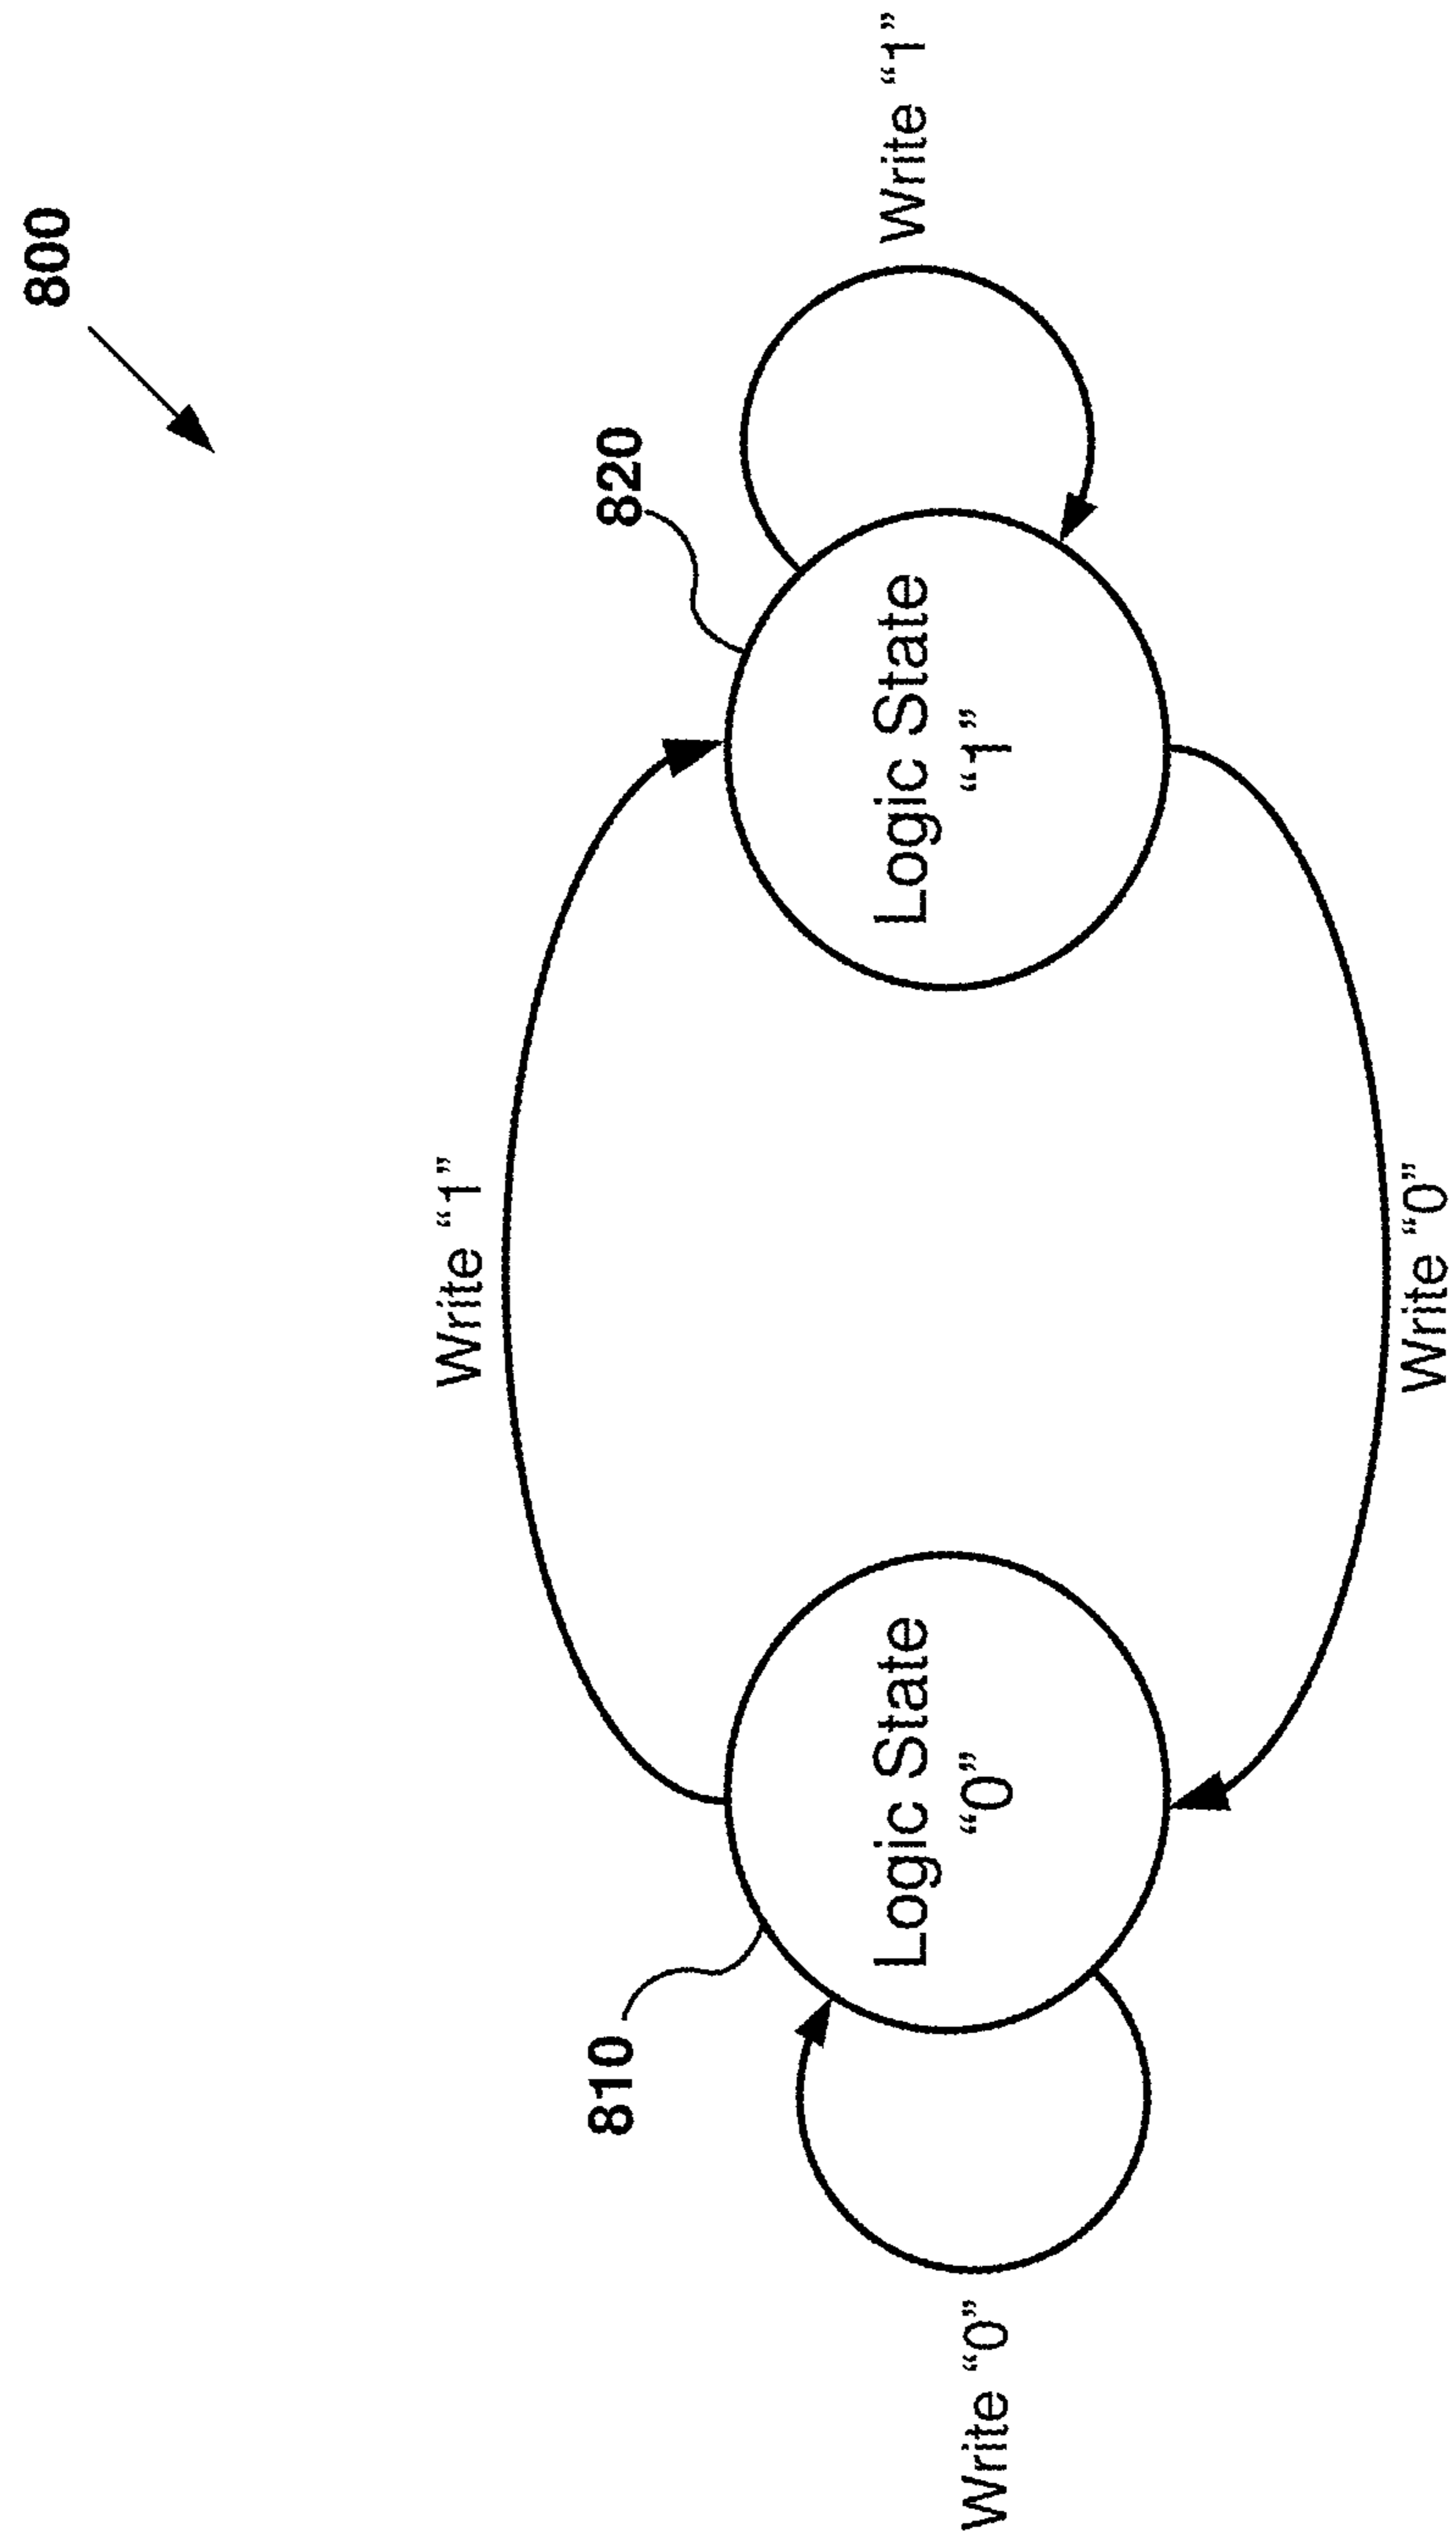 800
Write “1”
810
820
Write “0”
Logic State
“0”
Logic State
“1”
Write “1”
Write “0”